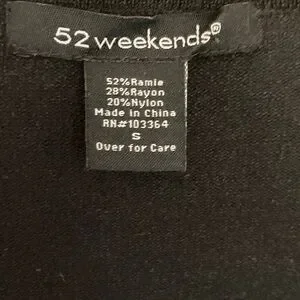 52 weekends®
52%Ramie
28%Rayon
20%Nylon
Made in China
RN#103364
S
Over for Care